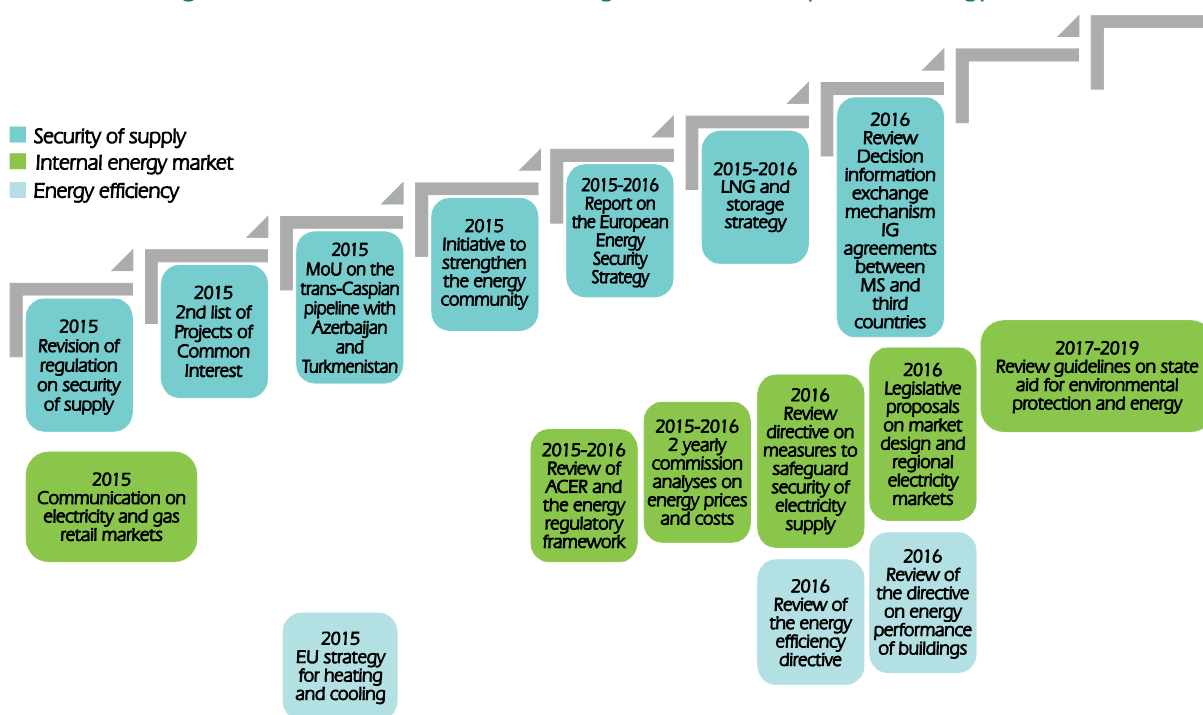 Security of supply
Internal energy market
Energy efficiency
2015
Revision of
regulation
on security
of supply
2015
2nd list of
Projects of
Common
Interest
2015
MoU on the
trans-Caspian
pipeline with
Azerbaijan
and
Turkmenistan
2015
Initiative to
strengthen
the energy
community
2015-2016
Report on
the European
Energy
Security
Strategy
2015-2016
LNG and
storage
strategy
2016
Review
Decision
information
exchange
mechanism
IG
agreements
between
MS and
third
countries
2015
Communication on
electricity and gas
retail markets
2015-2016
Review of
ACER and
the energy
regulatory
framework
2015-2016
2 yearly
commission
analyses on
energy prices
and costs
2016
Review
directive on
measures to
safeguard
security of
electricity
supply
2016
Legislative
proposals
on market
design and
regional
electricity
markets
2017-2019
Review guidelines on state
aid for environmental
protection and energy
2015
EU strategy
for heating
and cooling
2016
Review of
the energy
efficiency
directive
2016
Review of
the directive
on energy
performance
of buildings